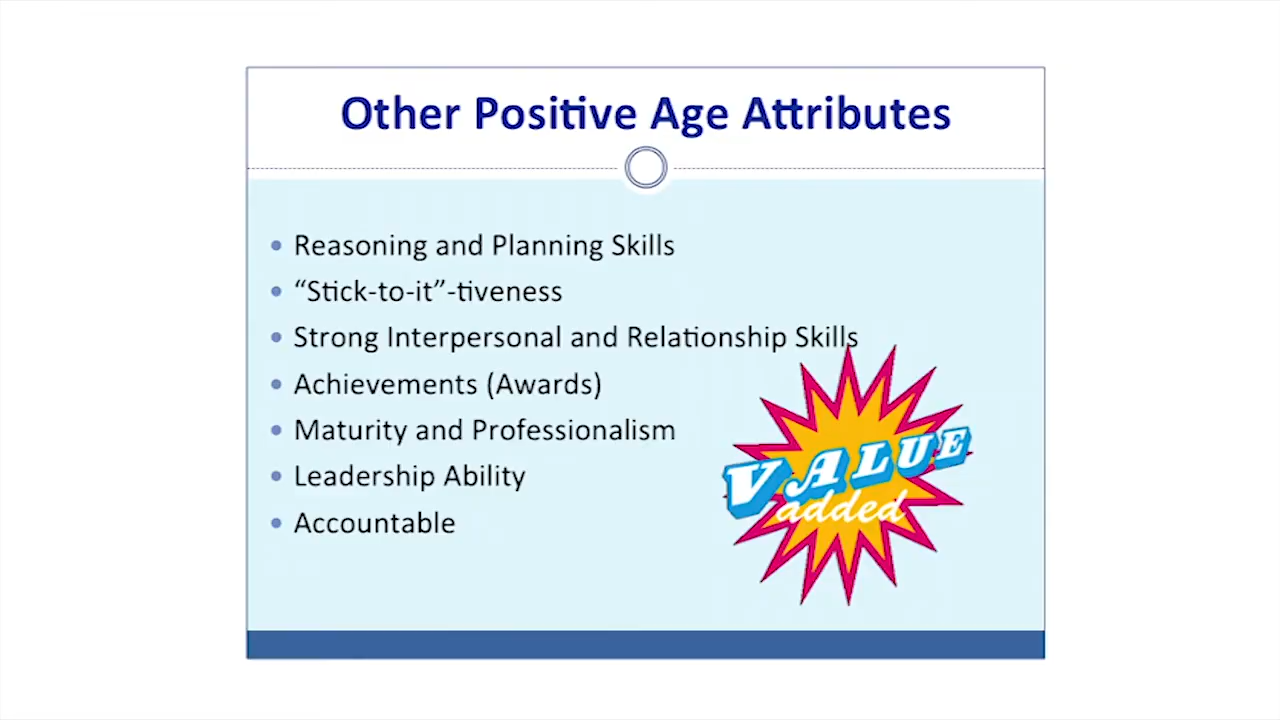 Other Positive Age Attributes
• Reasoning and Planning Skills
• “Stick-to-it”-tiveness
• Strong Interpersonal and Relationship Skills
• Achievements (Awards)
• Maturity and Professionalism
• Leadership Ability
• Accountable
VALUE
added